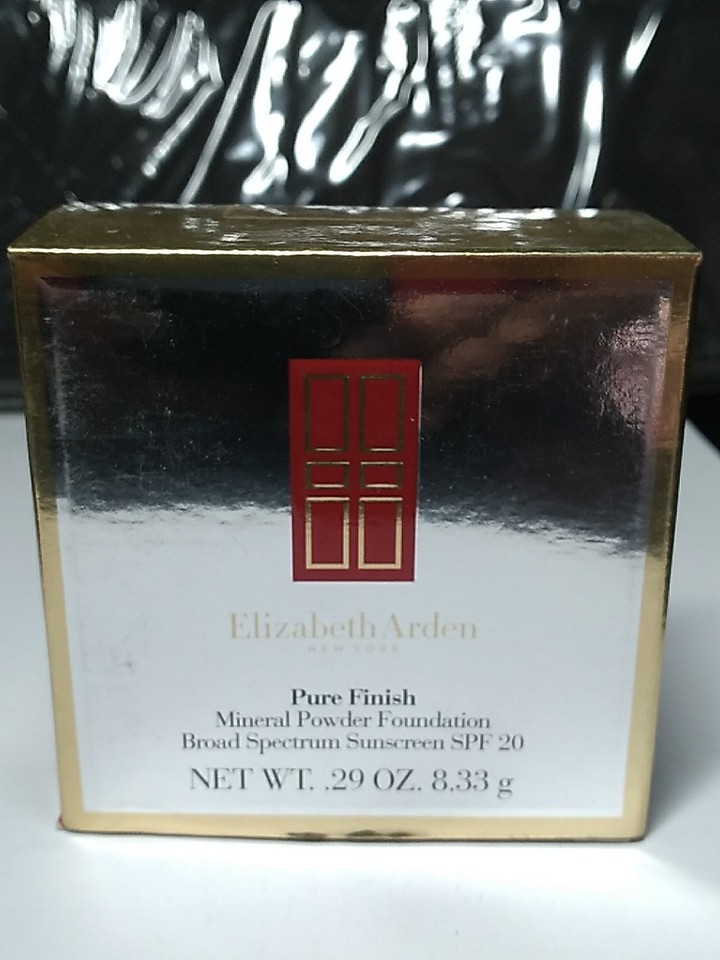 Elizabeth Arden
NEW YORK
Pure Finish
Mineral Powder Foundation
Broad Spectrum Sunscreen SPF 20
NET WT. .29 OZ. 8.33 g